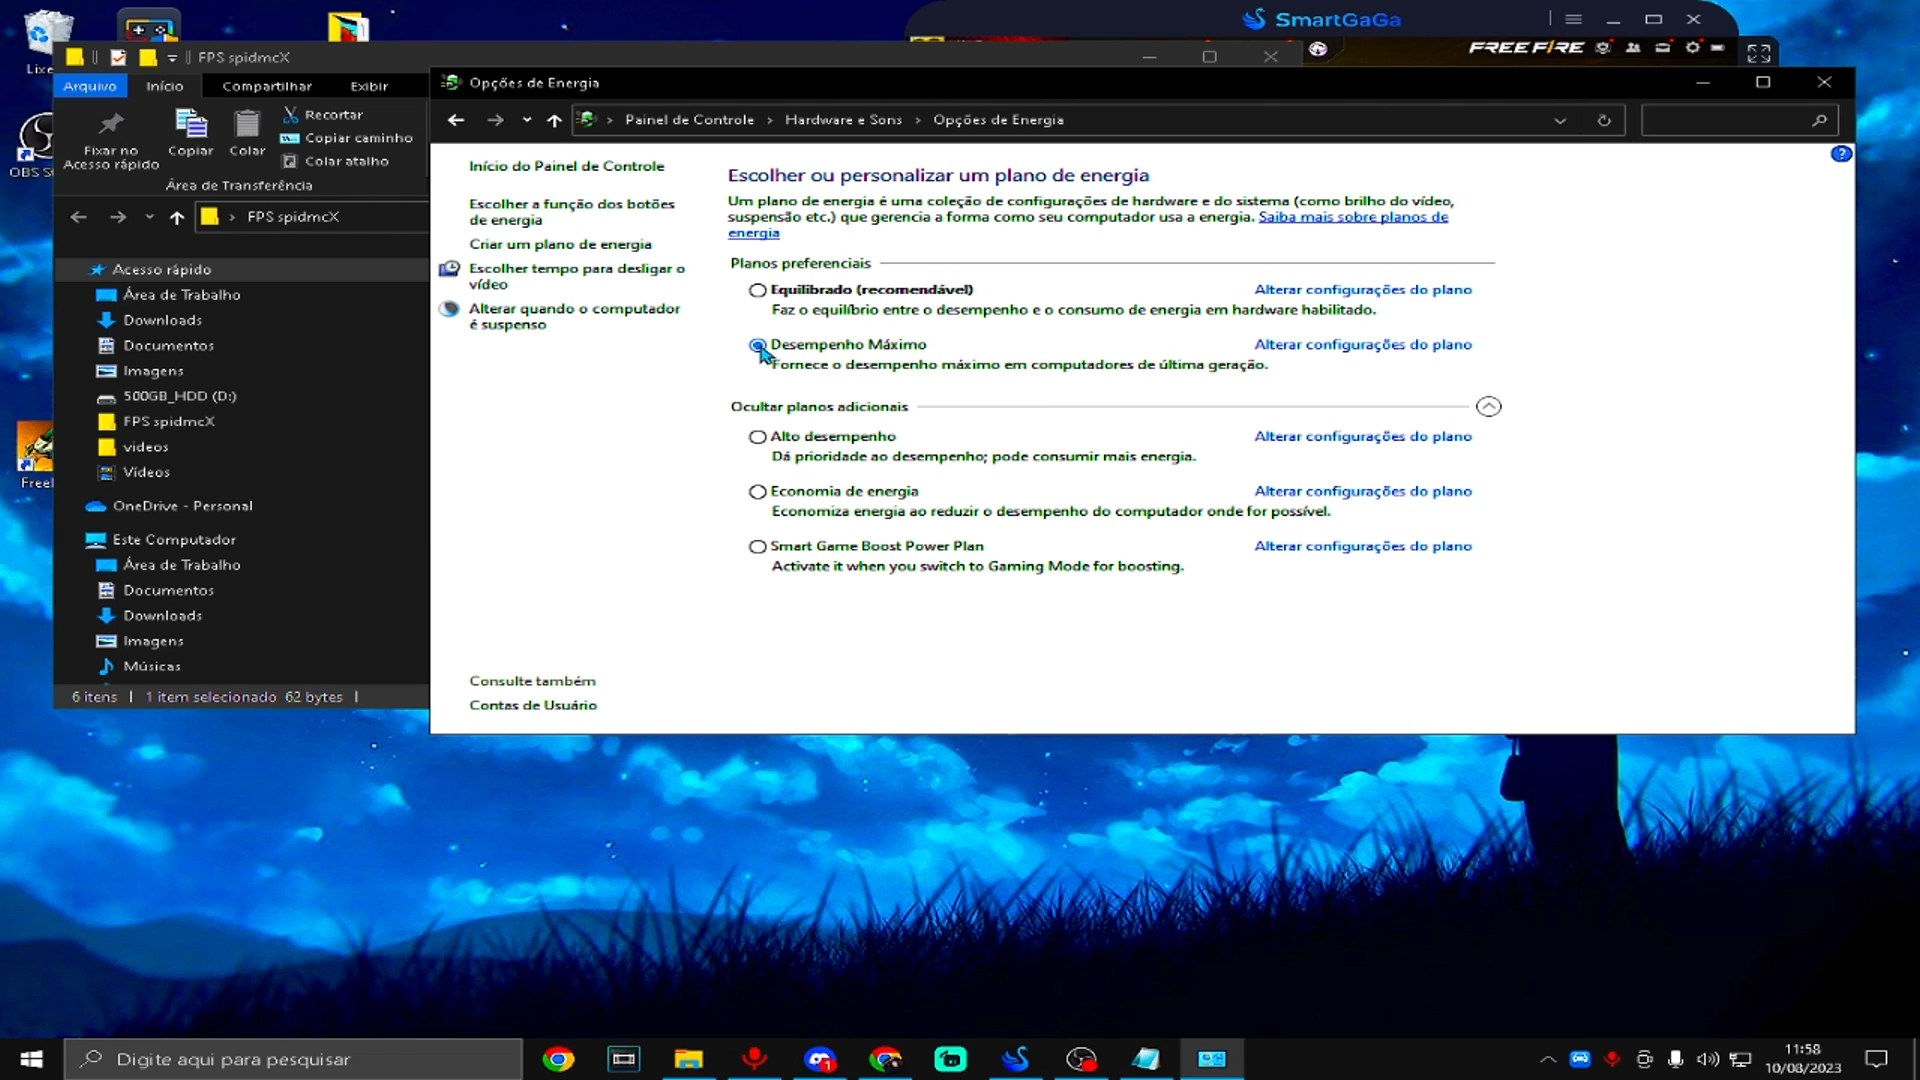 SmartGaGa
FREE FIRE
Lixe
OBS S
FPS spidmcX
Arquivo
Início
Compartilhar
Exibir
Fixar no
Acesso rápido
Copiar
Colar
Recortar
Copiar caminho
Colar atalho
Área de Transferência
FPS spidmcX
Acesso rápido
Área de Trabalho
Downloads
Documentos
Imagens
500GB_HDD (D:)
FPS spidmcX
videos
Vídeos
OneDrive - Personal
Este Computador
Área de Trabalho
Documentos
Downloads
Imagens
Músicas
6 itens
1 item selecionado 62 bytes
Opções de Energia
Painel de Controle
Hardware e Sons
Opções de Energia
Início do Painel de Controle
Escolher a função dos botões
de energia
Criar um plano de energia
Escolher tempo para desligar o
vídeo
Alterar quando o computador
é suspenso
Consulte também
Contas de Usuário
Escolher ou personalizar um plano de energia
Um plano de energia é uma coleção de configurações de hardware e do sistema (como brilho do vídeo,
suspensão etc.) que gerencia a forma como seu computador usa a energia. Saiba mais sobre planos de
energia
Planos preferenciais
Equilibrado (recomendável) Alterar configurações do plano
Faz o equilíbrio entre o desempenho e o consumo de energia em hardware habilitado.
Desempenho Máximo Alterar configurações do plano
Fornece o desempenho máximo em computadores de última geração.
Ocultar planos adicionais
Alto desempenho Alterar configurações do plano
Dá prioridade ao desempenho; pode consumir mais energia.
Economia de energia Alterar configurações do plano
Economiza energia ao reduzir o desempenho do computador onde for possível.
Smart Game Boost Power Plan Alterar configurações do plano
Activate it when you switch to Gaming Mode for boosting.
Digite aqui para pesquisar
1
11:58
10/08/2023